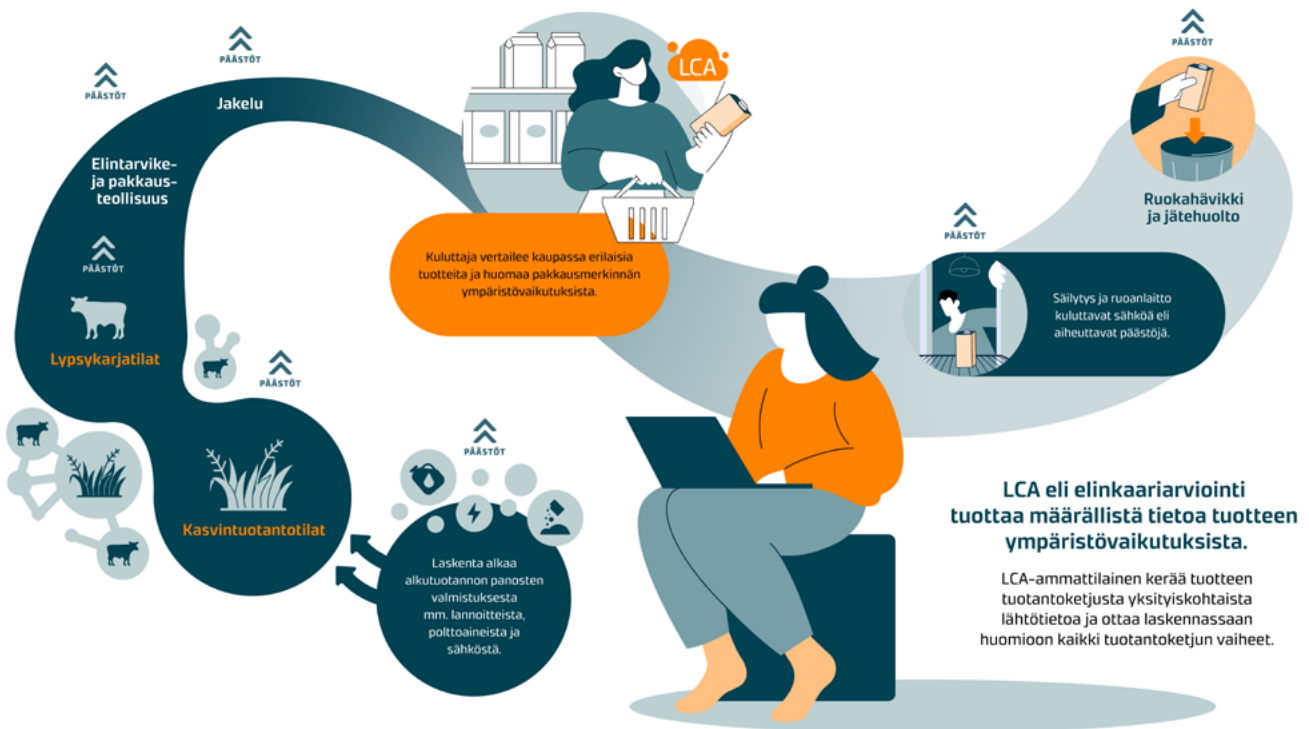 PÄÄSTÖT
PÄÄSTÖT
Jakelu
Elintarvike-
ja pakkaus-
teollisuus
PÄÄSTÖT
Lypsykarjatilat
PÄÄSTÖT
Kasvintuotantotilat
PÄÄSTÖT
Laskenta alkaa
alkutuotannon panosten
valmistuksesta
mm. lannoitteista,
polttoaineista ja
sähköstä.
LCA
Kuluttaja vertailee kaupassa erilaisia
tuotteita ja huomaa pakkausmerkinnän
ympäristövaikutuksista.
PÄÄSTÖT
Säilytys ja ruoanlaitto
kuluttavat sähköä eli
aiheuttavat päästöjä.
PÄÄSTÖT
Ruokahävikki
ja jätehuolto
LCA eli elinkaariarviointi
tuottaa määrällistä tietoa tuotteen
ympäristövaikutuksista.
LCA-ammattilainen kerää tuotteen
tuotantoketjusta yksityiskohtaista
lähtötietoa ja ottaa laskennassaan
huomioon kaikki tuotantoketjun vaiheet.